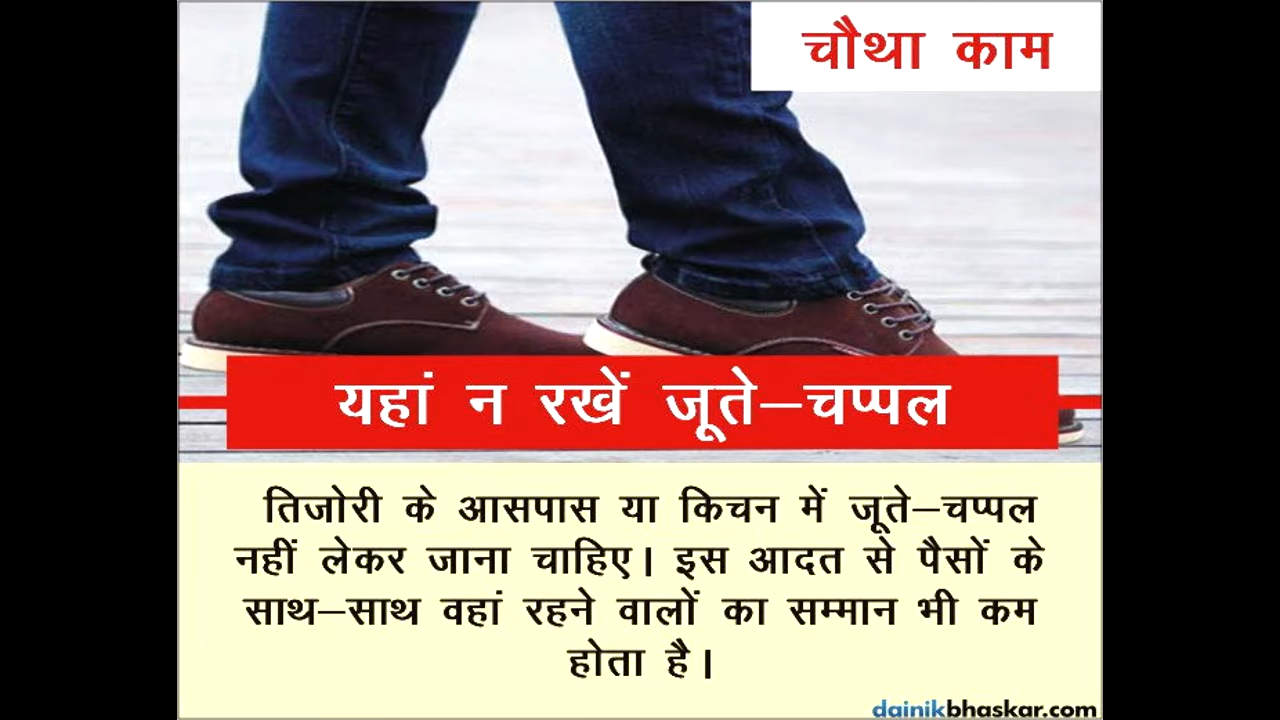 चौथा काम
यहां न रखें जूते–चप्पल
तिजोरी के आसपास या किचन में जूते–चप्पल
नहीं लेकर जाना चाहिए। इस आदत से पैसों के
साथ–साथ वहां रहने वालों का सम्मान भी कम
होता है।
dainikbhaskar.com